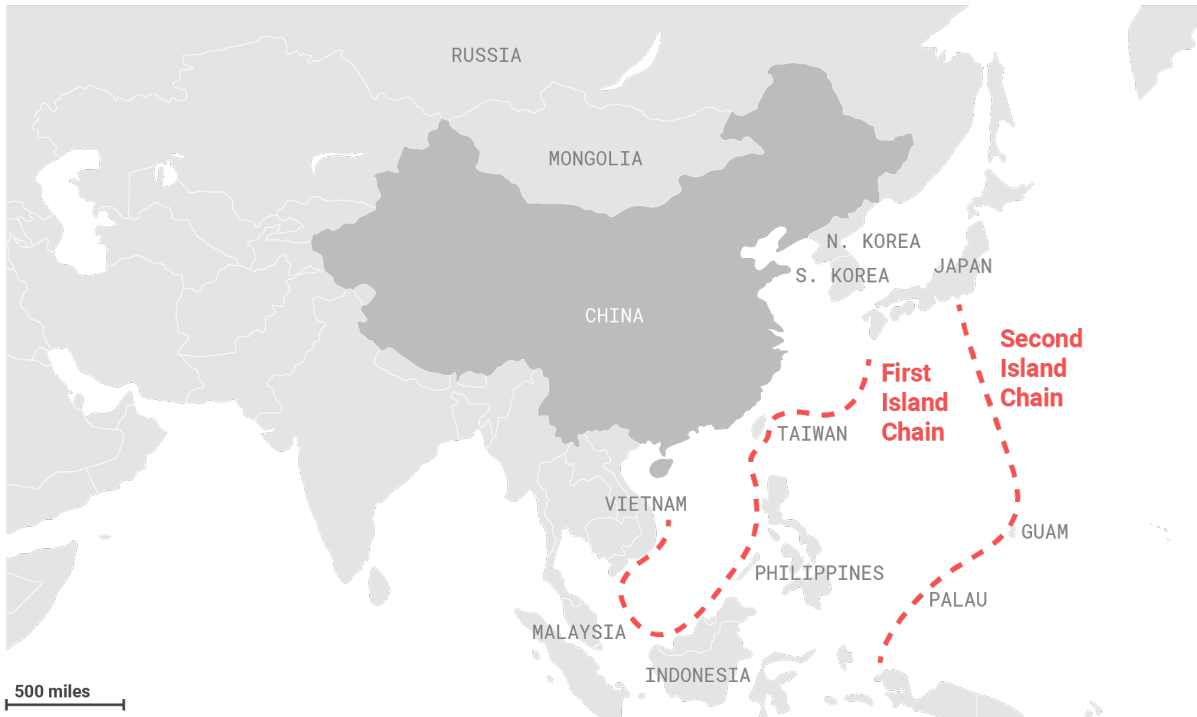 RUSSIA
MONGOLIA
N. KOREA
JAPAN
S. KOREA
CHINA
Second
Island
Chain
First
Island
Chain
TAIWAN
VIETNAM
GUAM
PHILIPPINES
PALAU
MALAYSIA
INDONESIA
500 miles